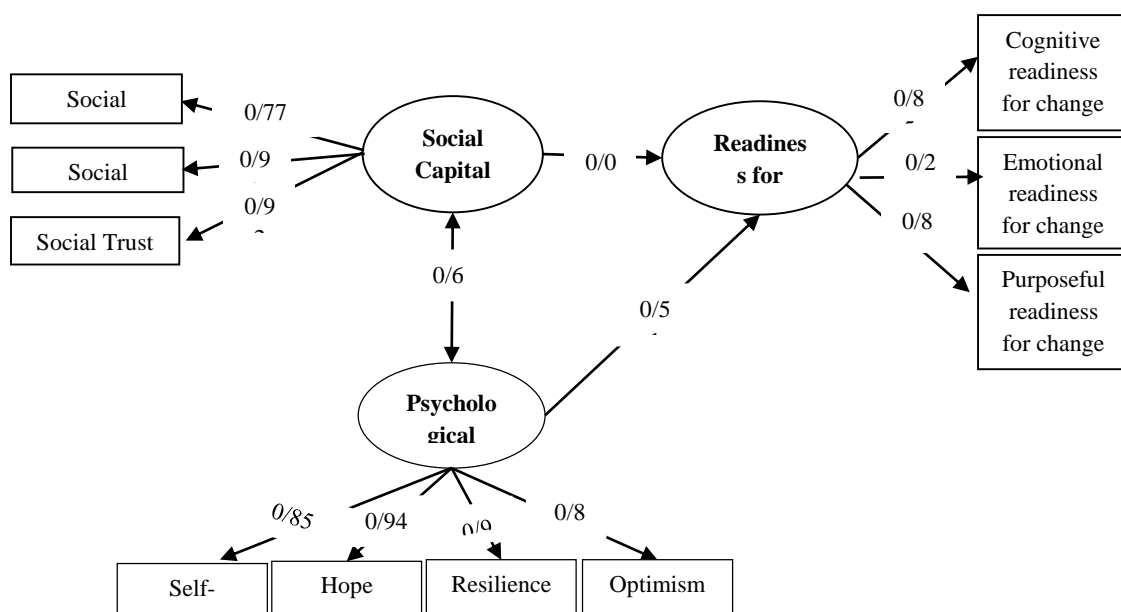 Cognitive
readiness
for change
Social
0/77
Social
Capital
0/0
Readines
s for
0/8
Social
0/9
0/2
Emotional
readiness
for change
Social Trust
0/9
0/8
0/6
0/5
Purposeful
readiness
for change
Psycholo
gical
0/85
0/94
0/9
0/8
Self-
Hope
Resilience
Optimism